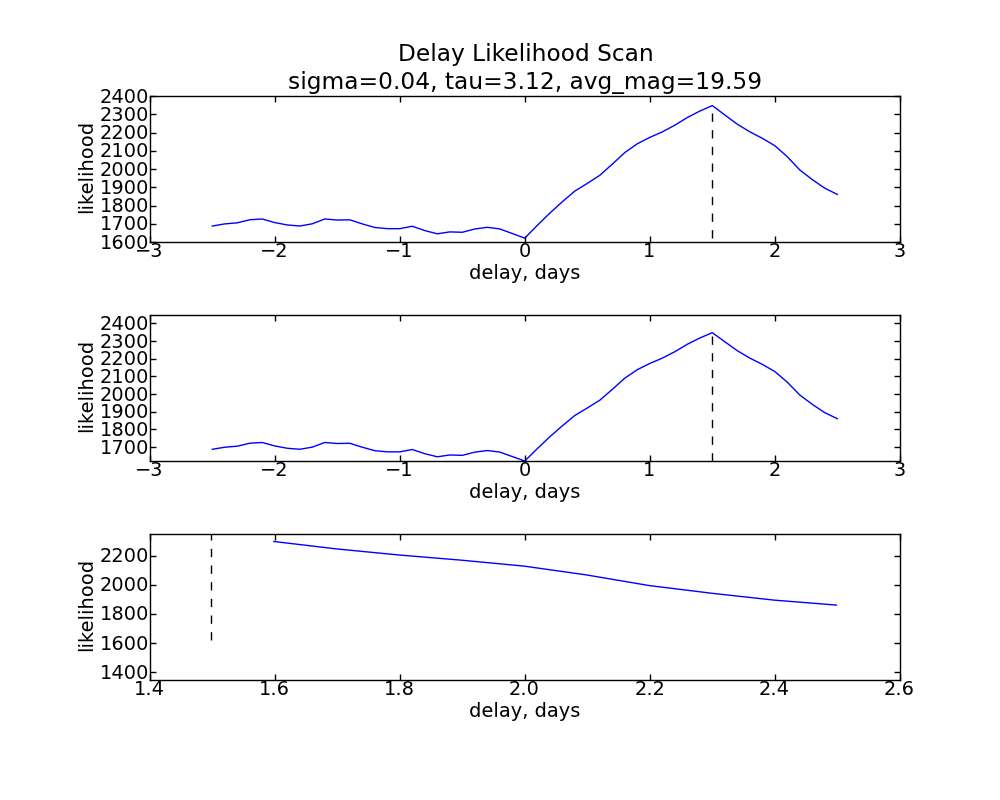 Delay Likelihood Scan
sigma=0.04, tau=3.12, avg_mag=19.59
2400
2300
2200
2100
2000
1900
1800
1700
1600
likelihood
−3 −2 −1 0 1 2 3
delay, days
2400
2300
2200
2100
2000
1900
1800
1700
likelihood
−3 −2 −1 0 1 2 3
delay, days
2200
2000
1800
1600
1400
likelihood
1.4 1.6 1.8 2.0 2.2 2.4 2.6
delay, days